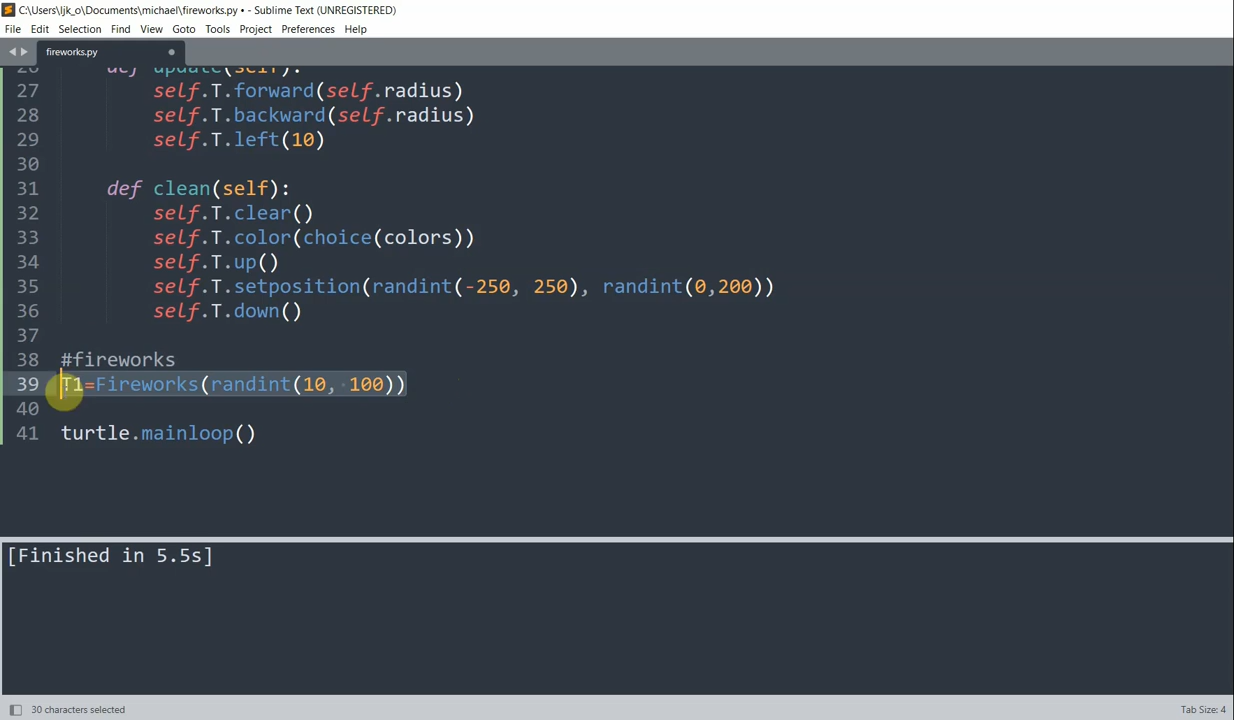 C:\Users\ljk_o\Documents\michael\fireworks.py • - Sublime Text (UNREGISTERED)
File Edit Selection Find View Goto Tools Project Preferences Help
fireworks.py
26 def update(self):
27 self.T.forward(self.radius)
28 self.T.backward(self.radius)
29 self.T.left(10)
30
31 def clean(self):
32 self.T.clear()
33 self.T.color(choice(colors))
34 self.T.up()
35 self.T.setposition(randint(-250, 250), randint(0,200))
36 self.T.down()
37
38 #fireworks
39 T1=Fireworks(randint(10, 100))
40
41 turtle.mainloop()
[Finished in 5.5s]
30 characters selected
Tab Size: 4